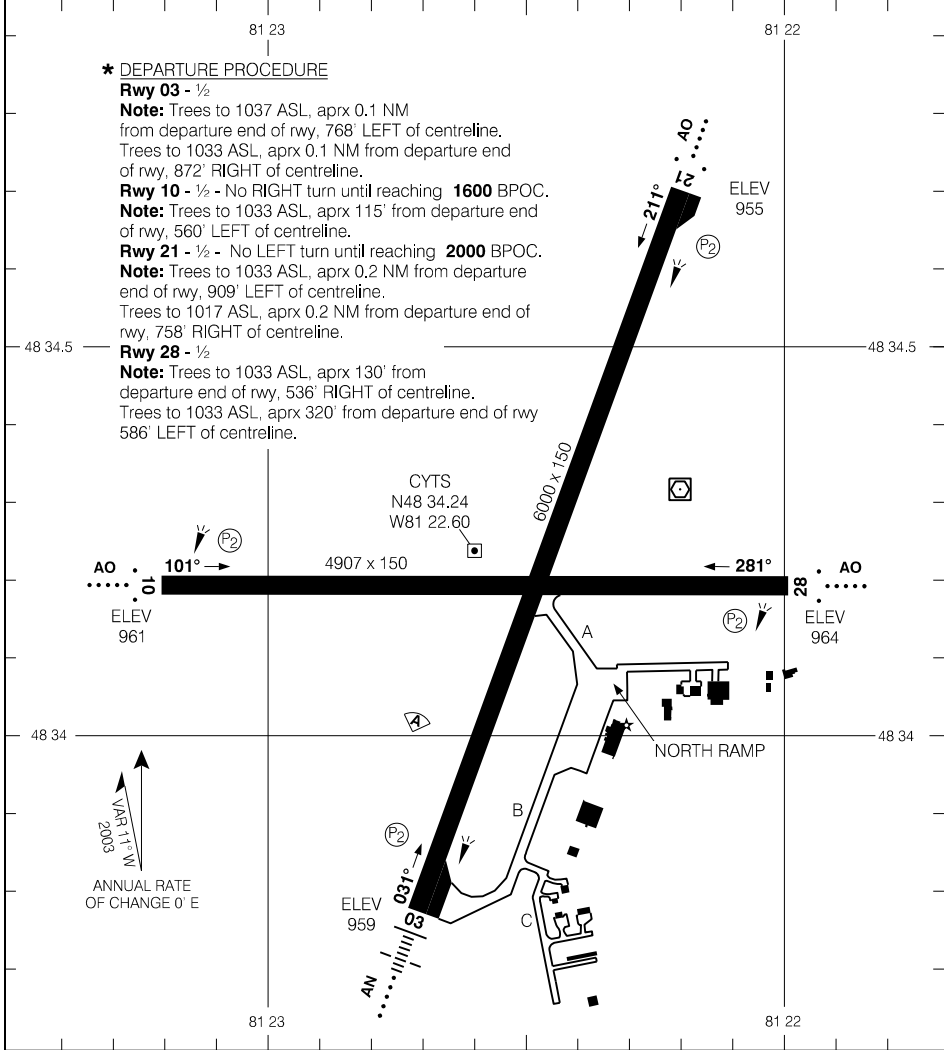 81 23
81 22
* DEPARTURE PROCEDURE
Rwy 03 - ½
Note: Trees to 1037 ASL, aprx 0.1 NM
from departure end of rwy, 768' LEFT of centreline.
Trees to 1033 ASL, aprx 0.1 NM from departure end
of rwy, 872' RIGHT of centreline.
Rwy 10 - ½ - No RIGHT turn until reaching 1600 BPOC.
Note: Trees to 1033 ASL, aprx 115' from departure end
of rwy, 560' LEFT of centreline.
Rwy 21 - ½ - No LEFT turn until reaching 2000 BPOC.
Note: Trees to 1033 ASL, aprx 0.2 NM from departure
end of rwy, 909' LEFT of centreline.
Trees to 1017 ASL, aprx 0.2 NM from departure end of
rwy, 758' RIGHT of centreline.
Rwy 28 - ½
Note: Trees to 1033 ASL, aprx 130' from
departure end of rwy, 536' RIGHT of centreline.
Trees to 1033 ASL, aprx 320' from departure end of rwy
586' LEFT of centreline.
AO
21
211°
ELEV
955
P2
48 34.5
48 34.5
6000 x 150
CYTS
N48 34.24
W81 22.60
P2
AO
10
101°
4907 x 150
281°
28
AO
ELEV
961
P2
ELEV
964
A
A
NORTH RAMP
48 34
48 34
VAR 11° W
2003
ANNUAL RATE
OF CHANGE 0' E
B
P2
031°
ELEV
959
03
C
AN
81 23
81 22